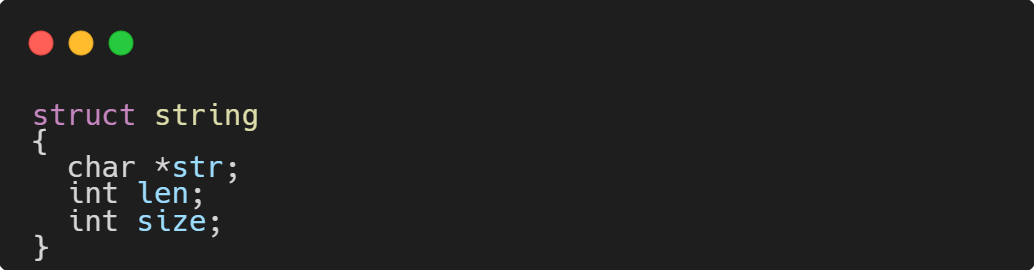 struct string
{
  char *str;
  int len;
  int size;
}